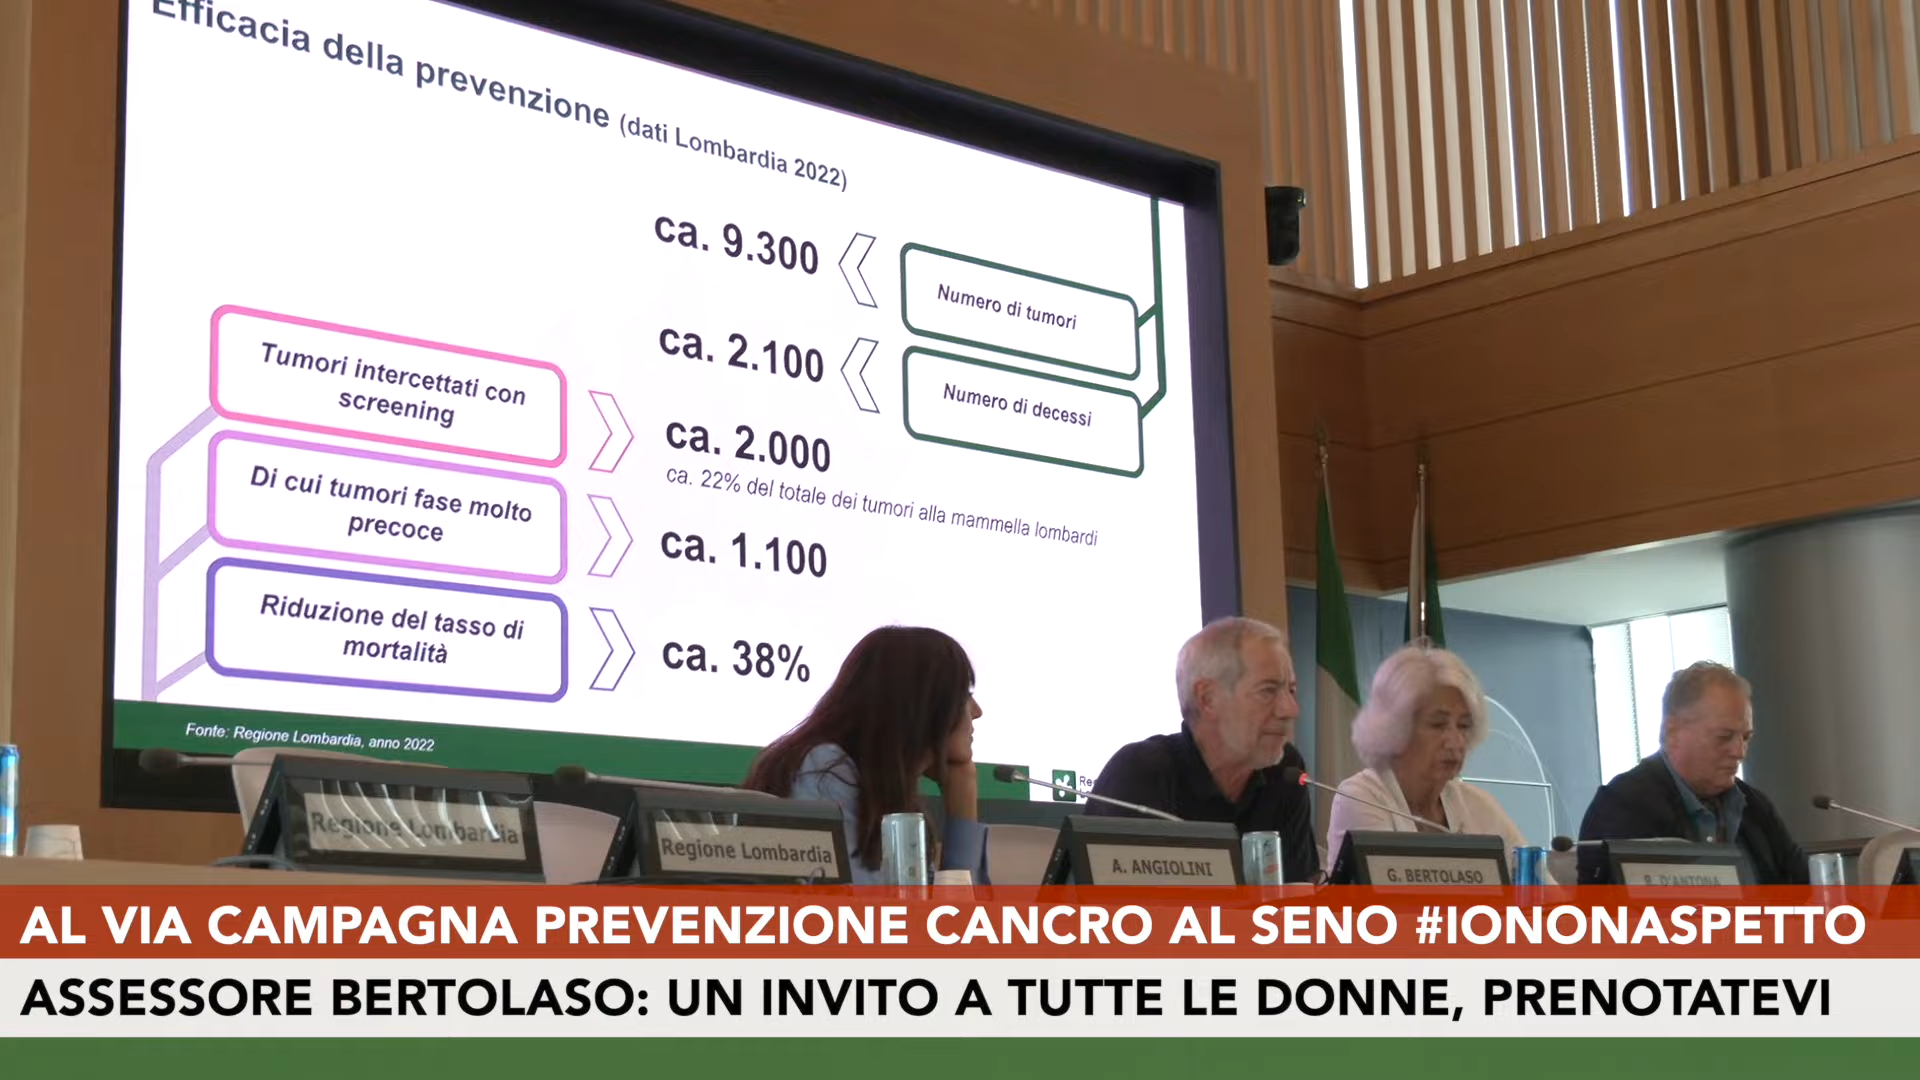 Efficacia della prevenzione (dati Lombardia 2022)
ca. 9.300
Numero di tumori
ca. 2.100
Numero di decessi
Tumori intercettati con
screening
ca. 2.000
ca. 22% del totale dei tumori alla mammella lombardi
Di cui tumori fase molto
precoce
ca. 1.100
Riduzione del tasso di
mortalità
ca. 38%
Fonte: Regione Lombardia, anno 2022
Regione Lombardia
Regione Lombardia
A. ANGIOLINI
G. BERTOLASO
D'ANTONA
AL VIA CAMPAGNA PREVENZIONE CANCRO AL SENO #IONONASPETTO
ASSESSORE BERTOLASO: UN INVITO A TUTTE LE DONNE, PRENOTATEVI